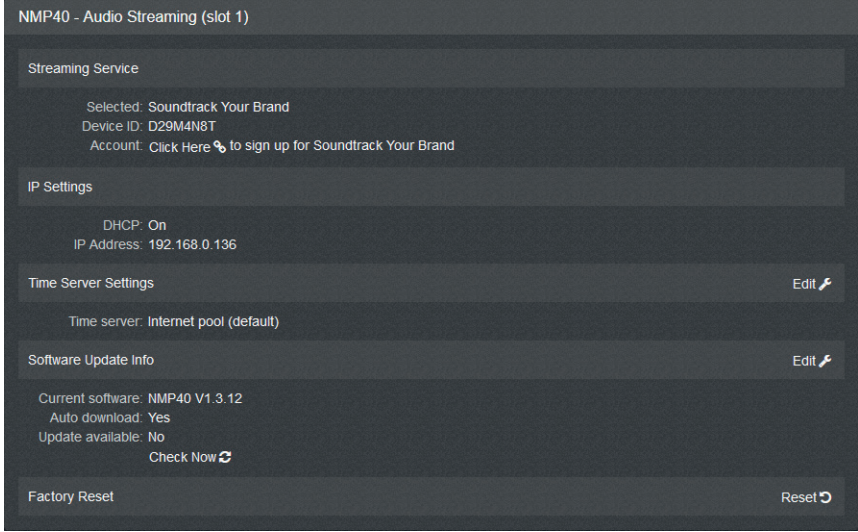 NMP40 - Audio Streaming (slot 1)
Streaming Service
Selected: Soundtrack Your Brand
Device ID: D29M4N8T
Account: Click Here to sign up for Soundtrack Your Brand
IP Settings
DHCP: On
IP Address: 192.168.0.136
Time Server Settings Edit
Time server: Internet pool (default)
Software Update Info Edit
Current software: NMP40 V1.3.12
Auto download: Yes
Update available: No
Check Now
Factory Reset Reset